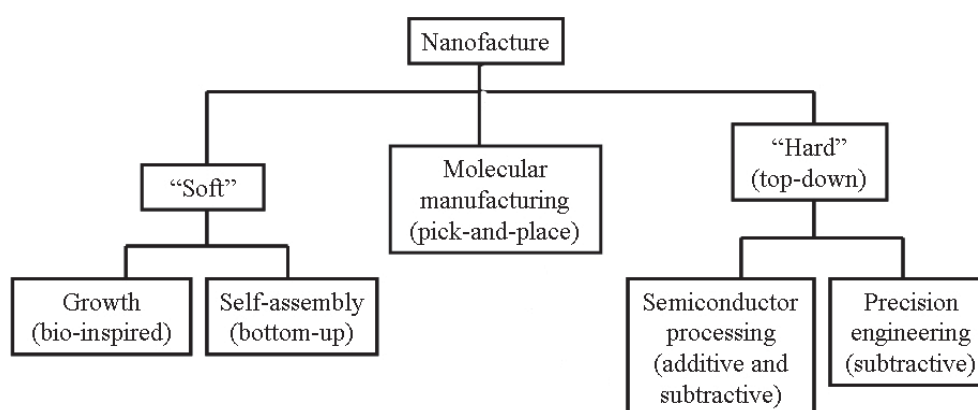 Nanofacture
“Soft”
Molecular
manufacturing
(pick-and-place)
“Hard”
(top-down)
Growth
(bio-inspired)
Self-assembly
(bottom-up)
Semiconductor
processing
(additive and
subtractive)
Precision
engineering
(subtractive)